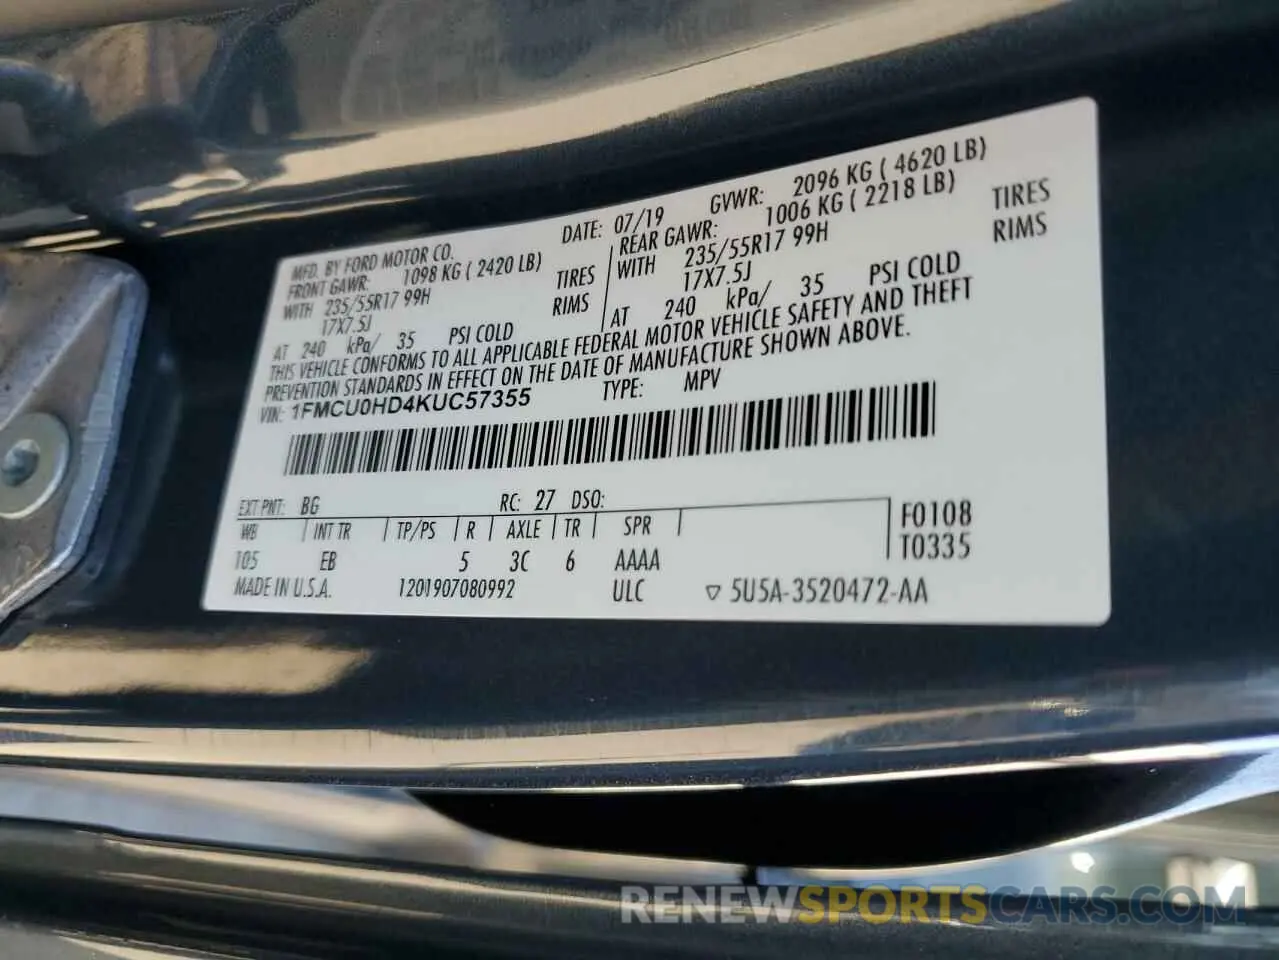 MFD. BY FORD MOTOR CO.
DATE: 07/19
GVWR: 2096 KG ( 4620 LB)
FRONT GAWR: 1098 KG ( 2420 LB)
REAR GAWR: 1006 KG ( 2218 LB)
WITH 235/55R17 99H TIRES
WITH 235/55R17 99H TIRES
17X7.5J RIMS
17X7.5J RIMS
AT 240 kPa/ 35 PSI COLD
AT 240 kPa/ 35 PSI COLD
THIS VEHICLE CONFORMS TO ALL APPLICABLE FEDERAL MOTOR VEHICLE SAFETY AND THEFT
PREVENTION STANDARDS IN EFFECT ON THE DATE OF MANUFACTURE SHOWN ABOVE.
VIN: 1FMCU0HD4KUC57355
TYPE: MPV
EXT PNT: BG RC: 27 DSO:
WB INT TR TP/PS R AXLE TR SPR F0108
105 EB 5 3C 6 AAAA T0335
MADE IN U.S.A. 1201907080992 ULC ▽ 5U5A-3520472-AA
RENEWSPORTSCARS.COM